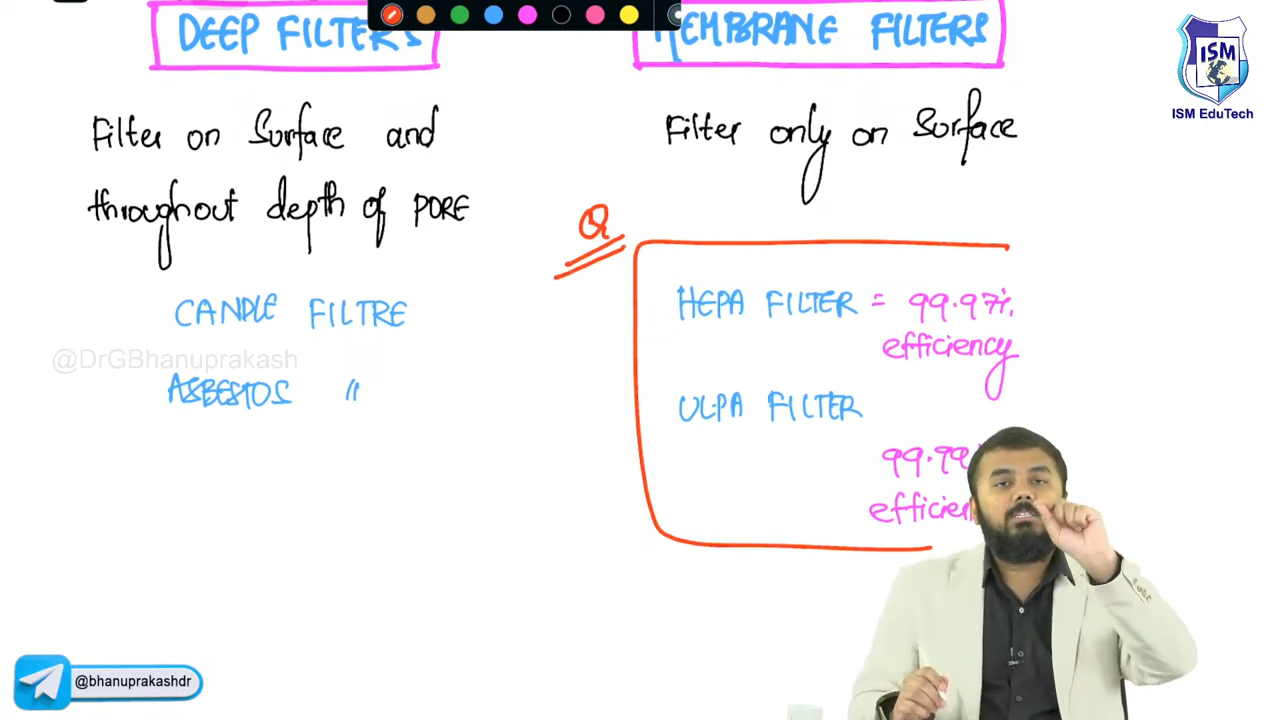 DEEP FILTERS
MEMBRANE FILTERS
ISM
ISM EduTech
Filter on Surface and
throughout depth of PORE
Filter only on Surface
Q
CANDLE FILTRE
@DrGBhanuprakash
ASBESTOS "
HEPA FILTER = 99.97%
efficiency
ULPA FILTER
@bhanuprakashdr